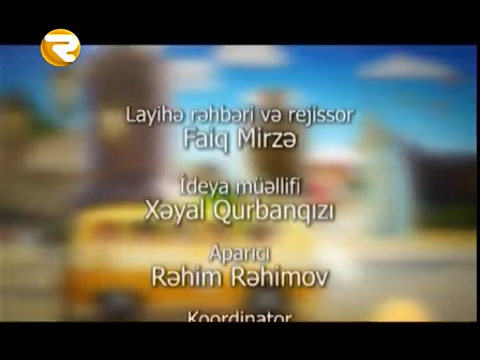 Layihə rəhbəri və rejissor
Faiq Mirzə
İdeya müəllifi
Xəyal Qurbanqızı
Aparıcı
Rəhim Rəhimov
Koordinator